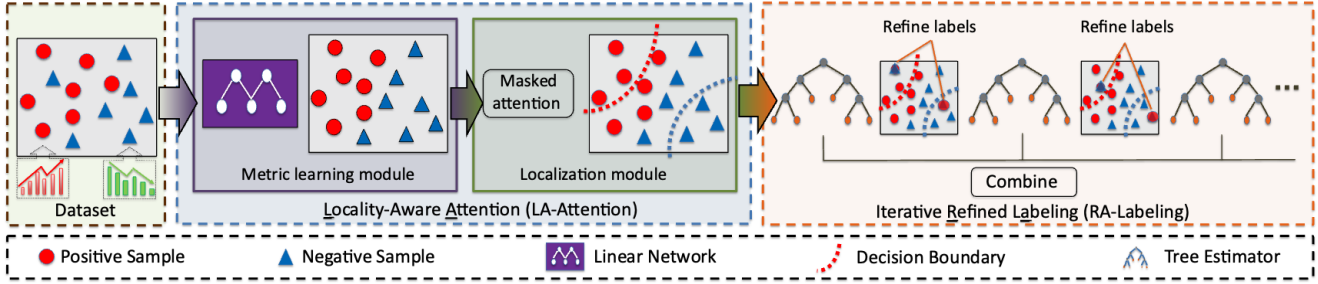 Refine labels
Refine labels
Masked
attention
Metric learning module
Localization module
Combine
Dataset
Locality-Aware Attention (LA-Attention)
Iterative Refined Labeling (RA-Labeling)
Positive Sample
Negative Sample
Linear Network
Decision Boundary
Tree Estimator